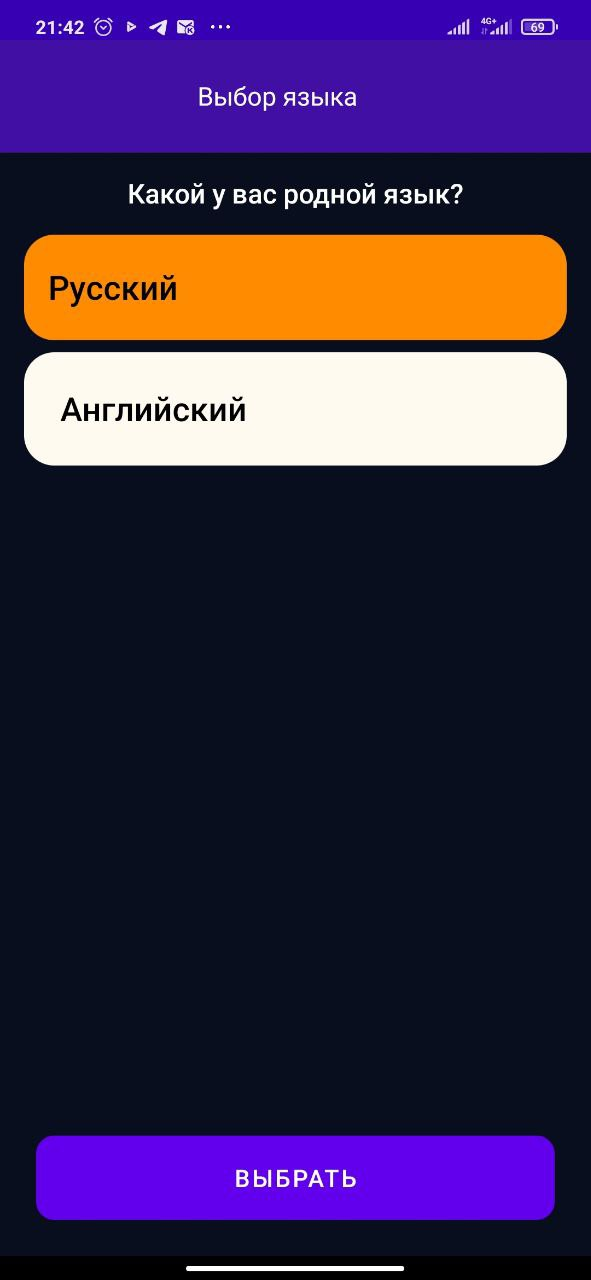 21:42
4G+
69
Выбор языка
Какой у вас родной язык?
Русский
Английский
ВЫБРАТЬ